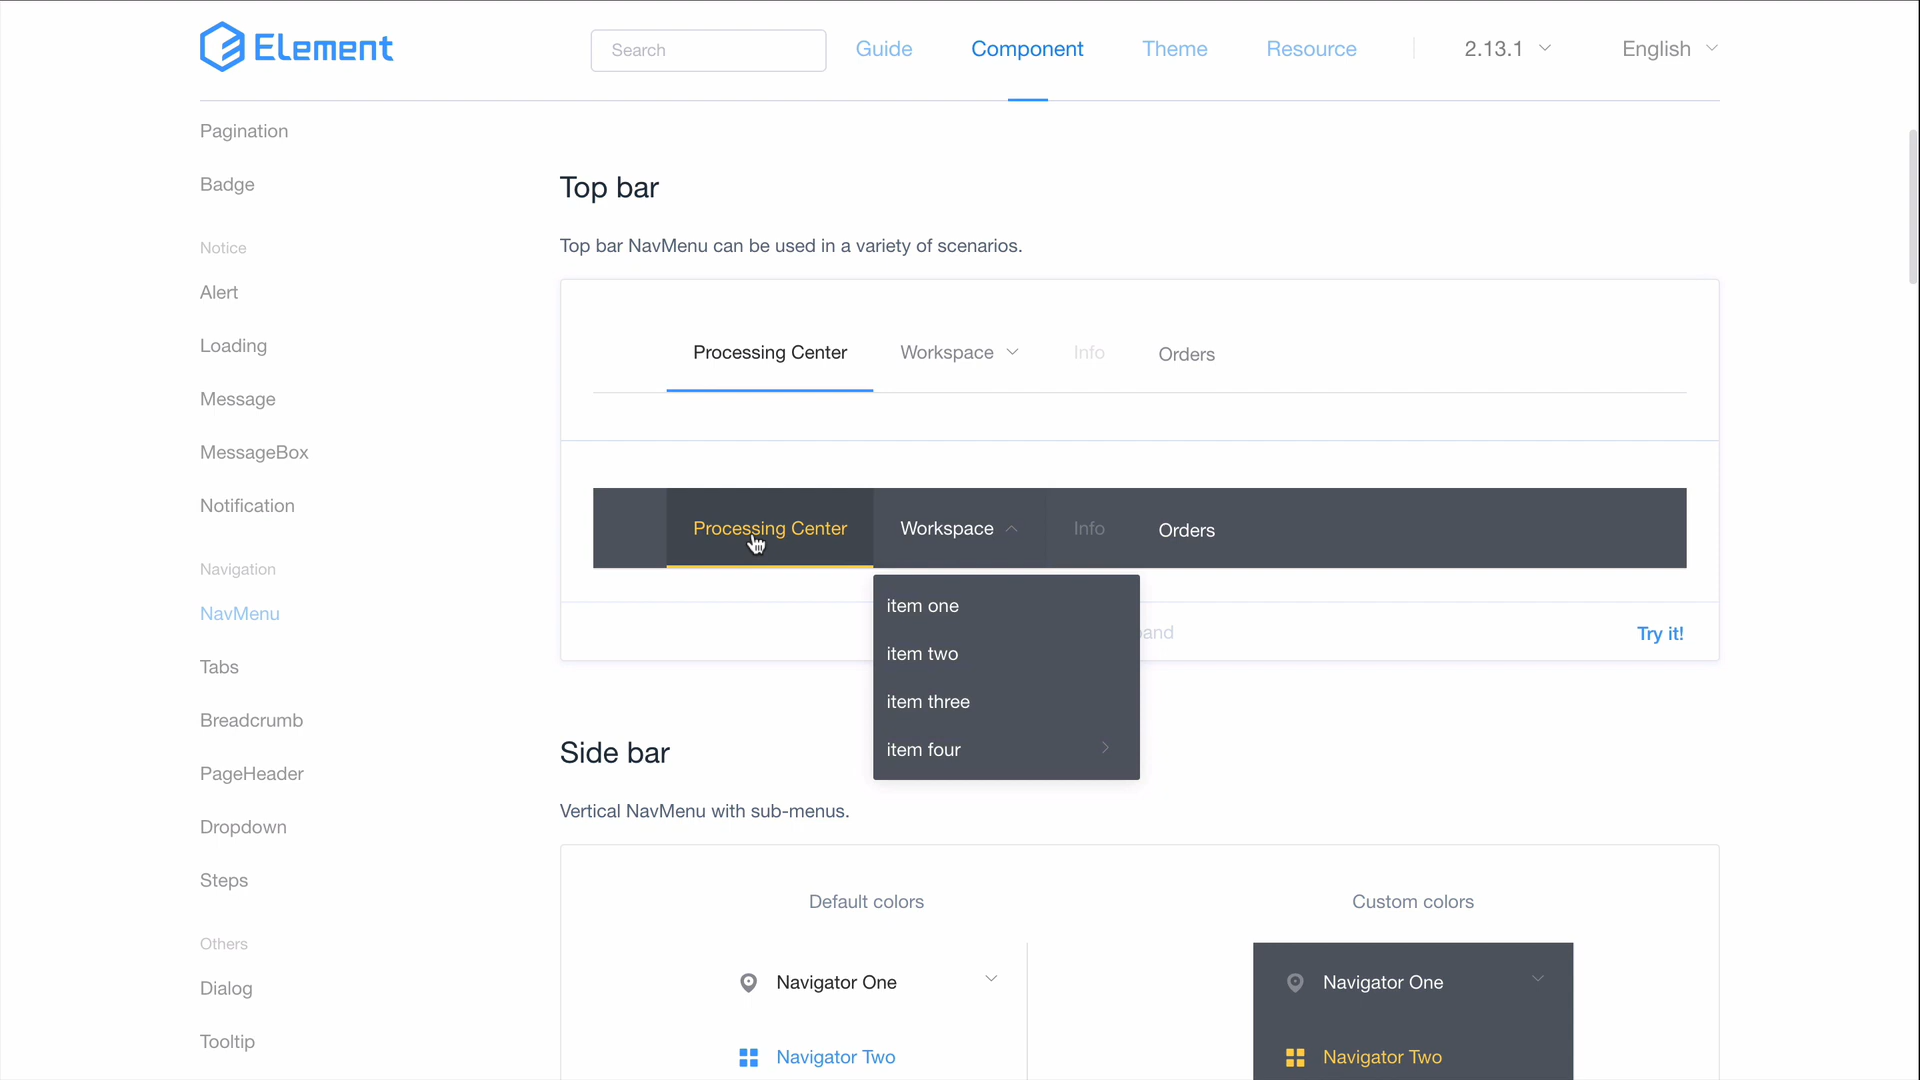 Element
Search
Guide
Component
Theme
Resource
2.13.1
English
Pagination
Badge
Notice
Alert
Loading
Message
MessageBox
Notification
Navigation
NavMenu
Tabs
Breadcrumb
PageHeader
Dropdown
Steps
Others
Dialog
Tooltip
Top bar
Top bar NavMenu can be used in a variety of scenarios.
Processing Center
Workspace
Info
Orders
Processing Center
Workspace
Info
Orders
item one
item two
item three
item four
Try it!
Side bar
Vertical NavMenu with sub-menus.
Default colors
Navigator One
Navigator Two
Custom colors
Navigator One
Navigator Two